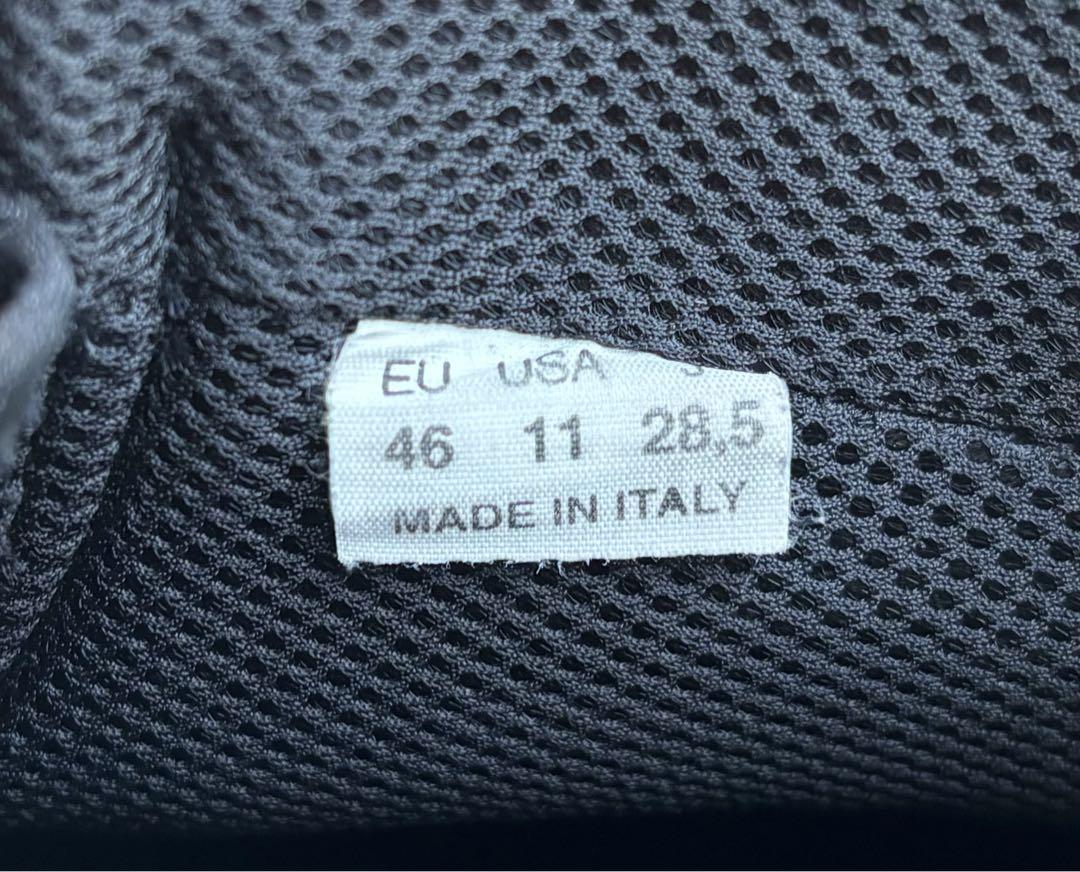 EU USA
46 11 28,5
MADE IN ITALY